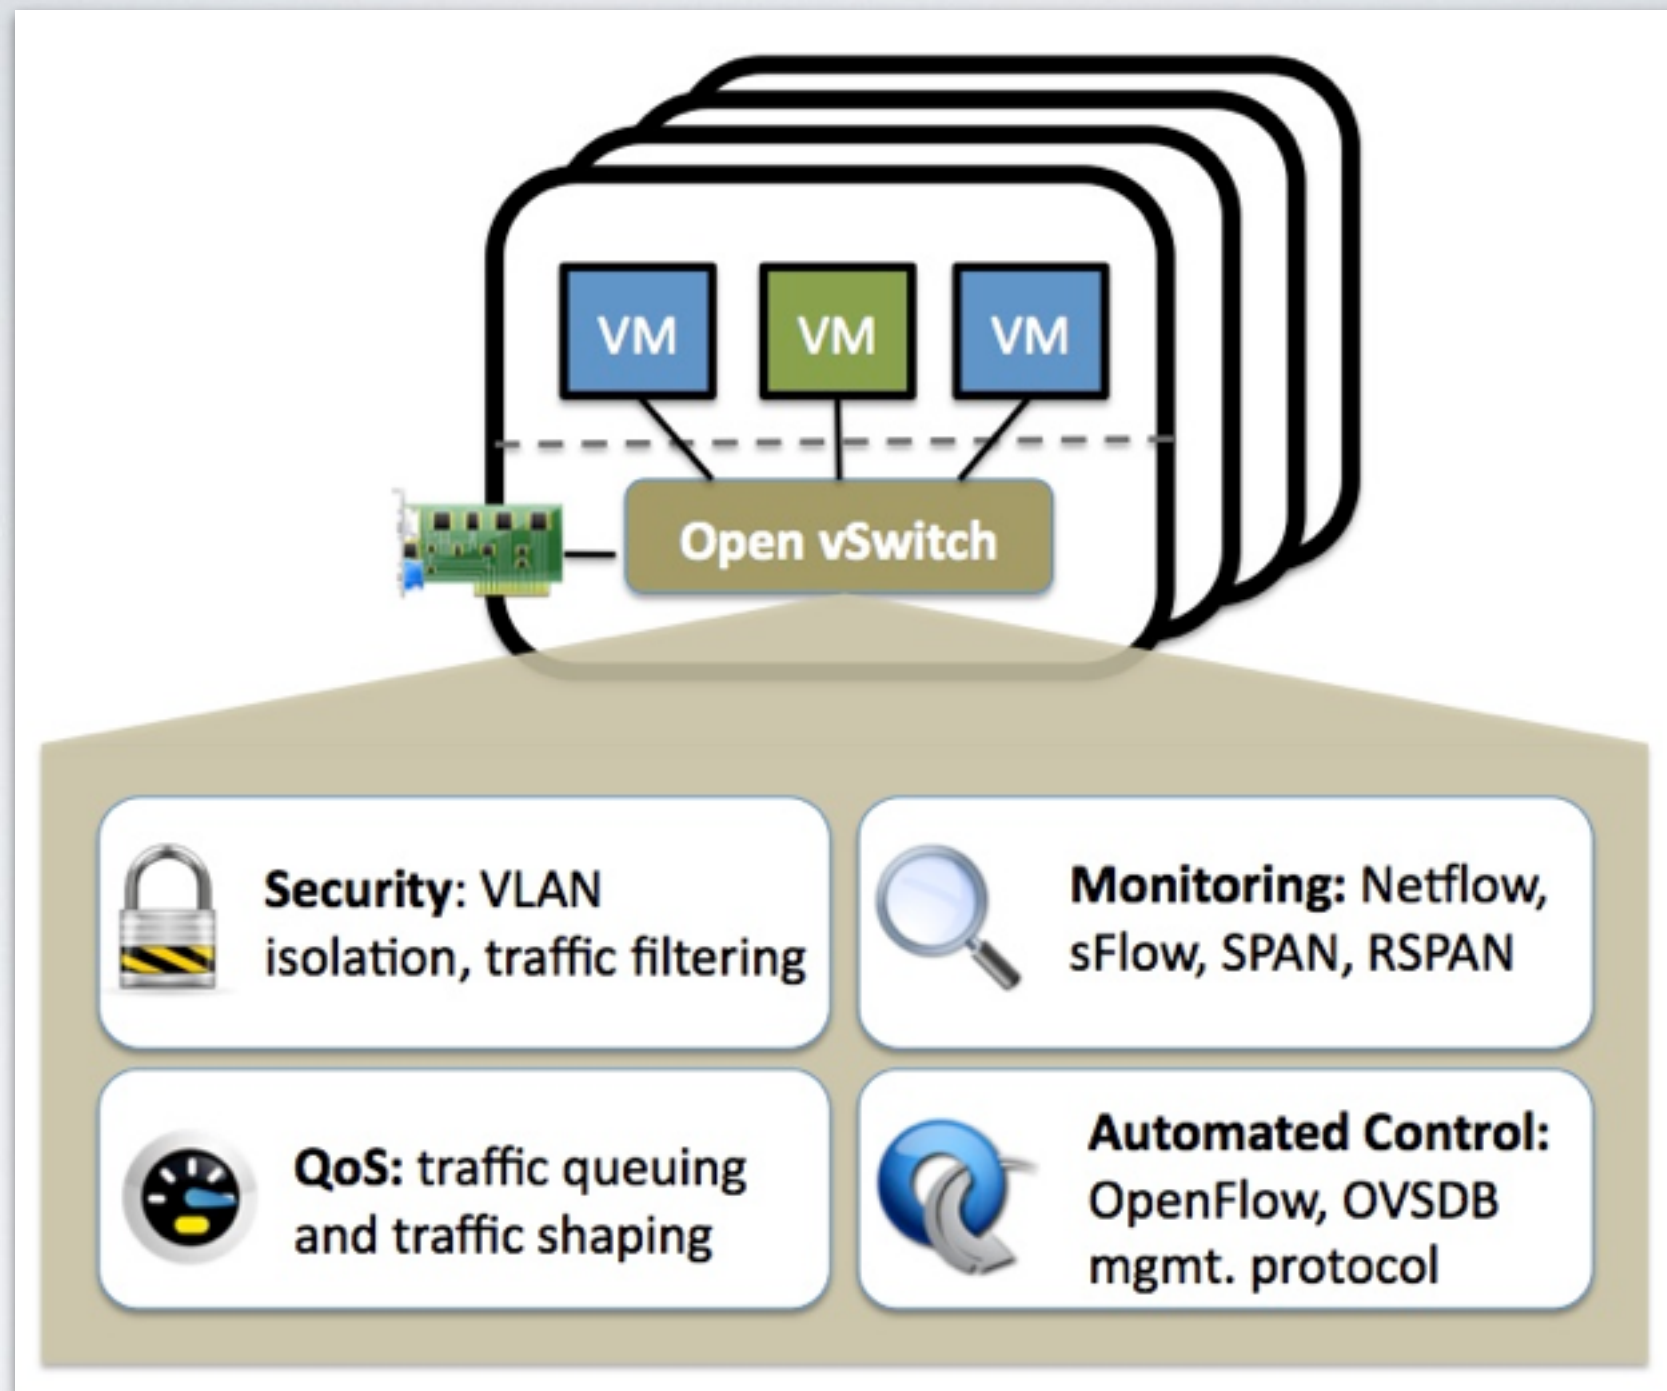 VM
VM
VM
Open vSwitch
Security: VLAN
isolation, traffic filtering
Monitoring: Netflow,
sFlow, SPAN, RSPAN
QoS: traffic queuing
and traffic shaping
Automated Control:
OpenFlow, OVSDB
mgmt. protocol